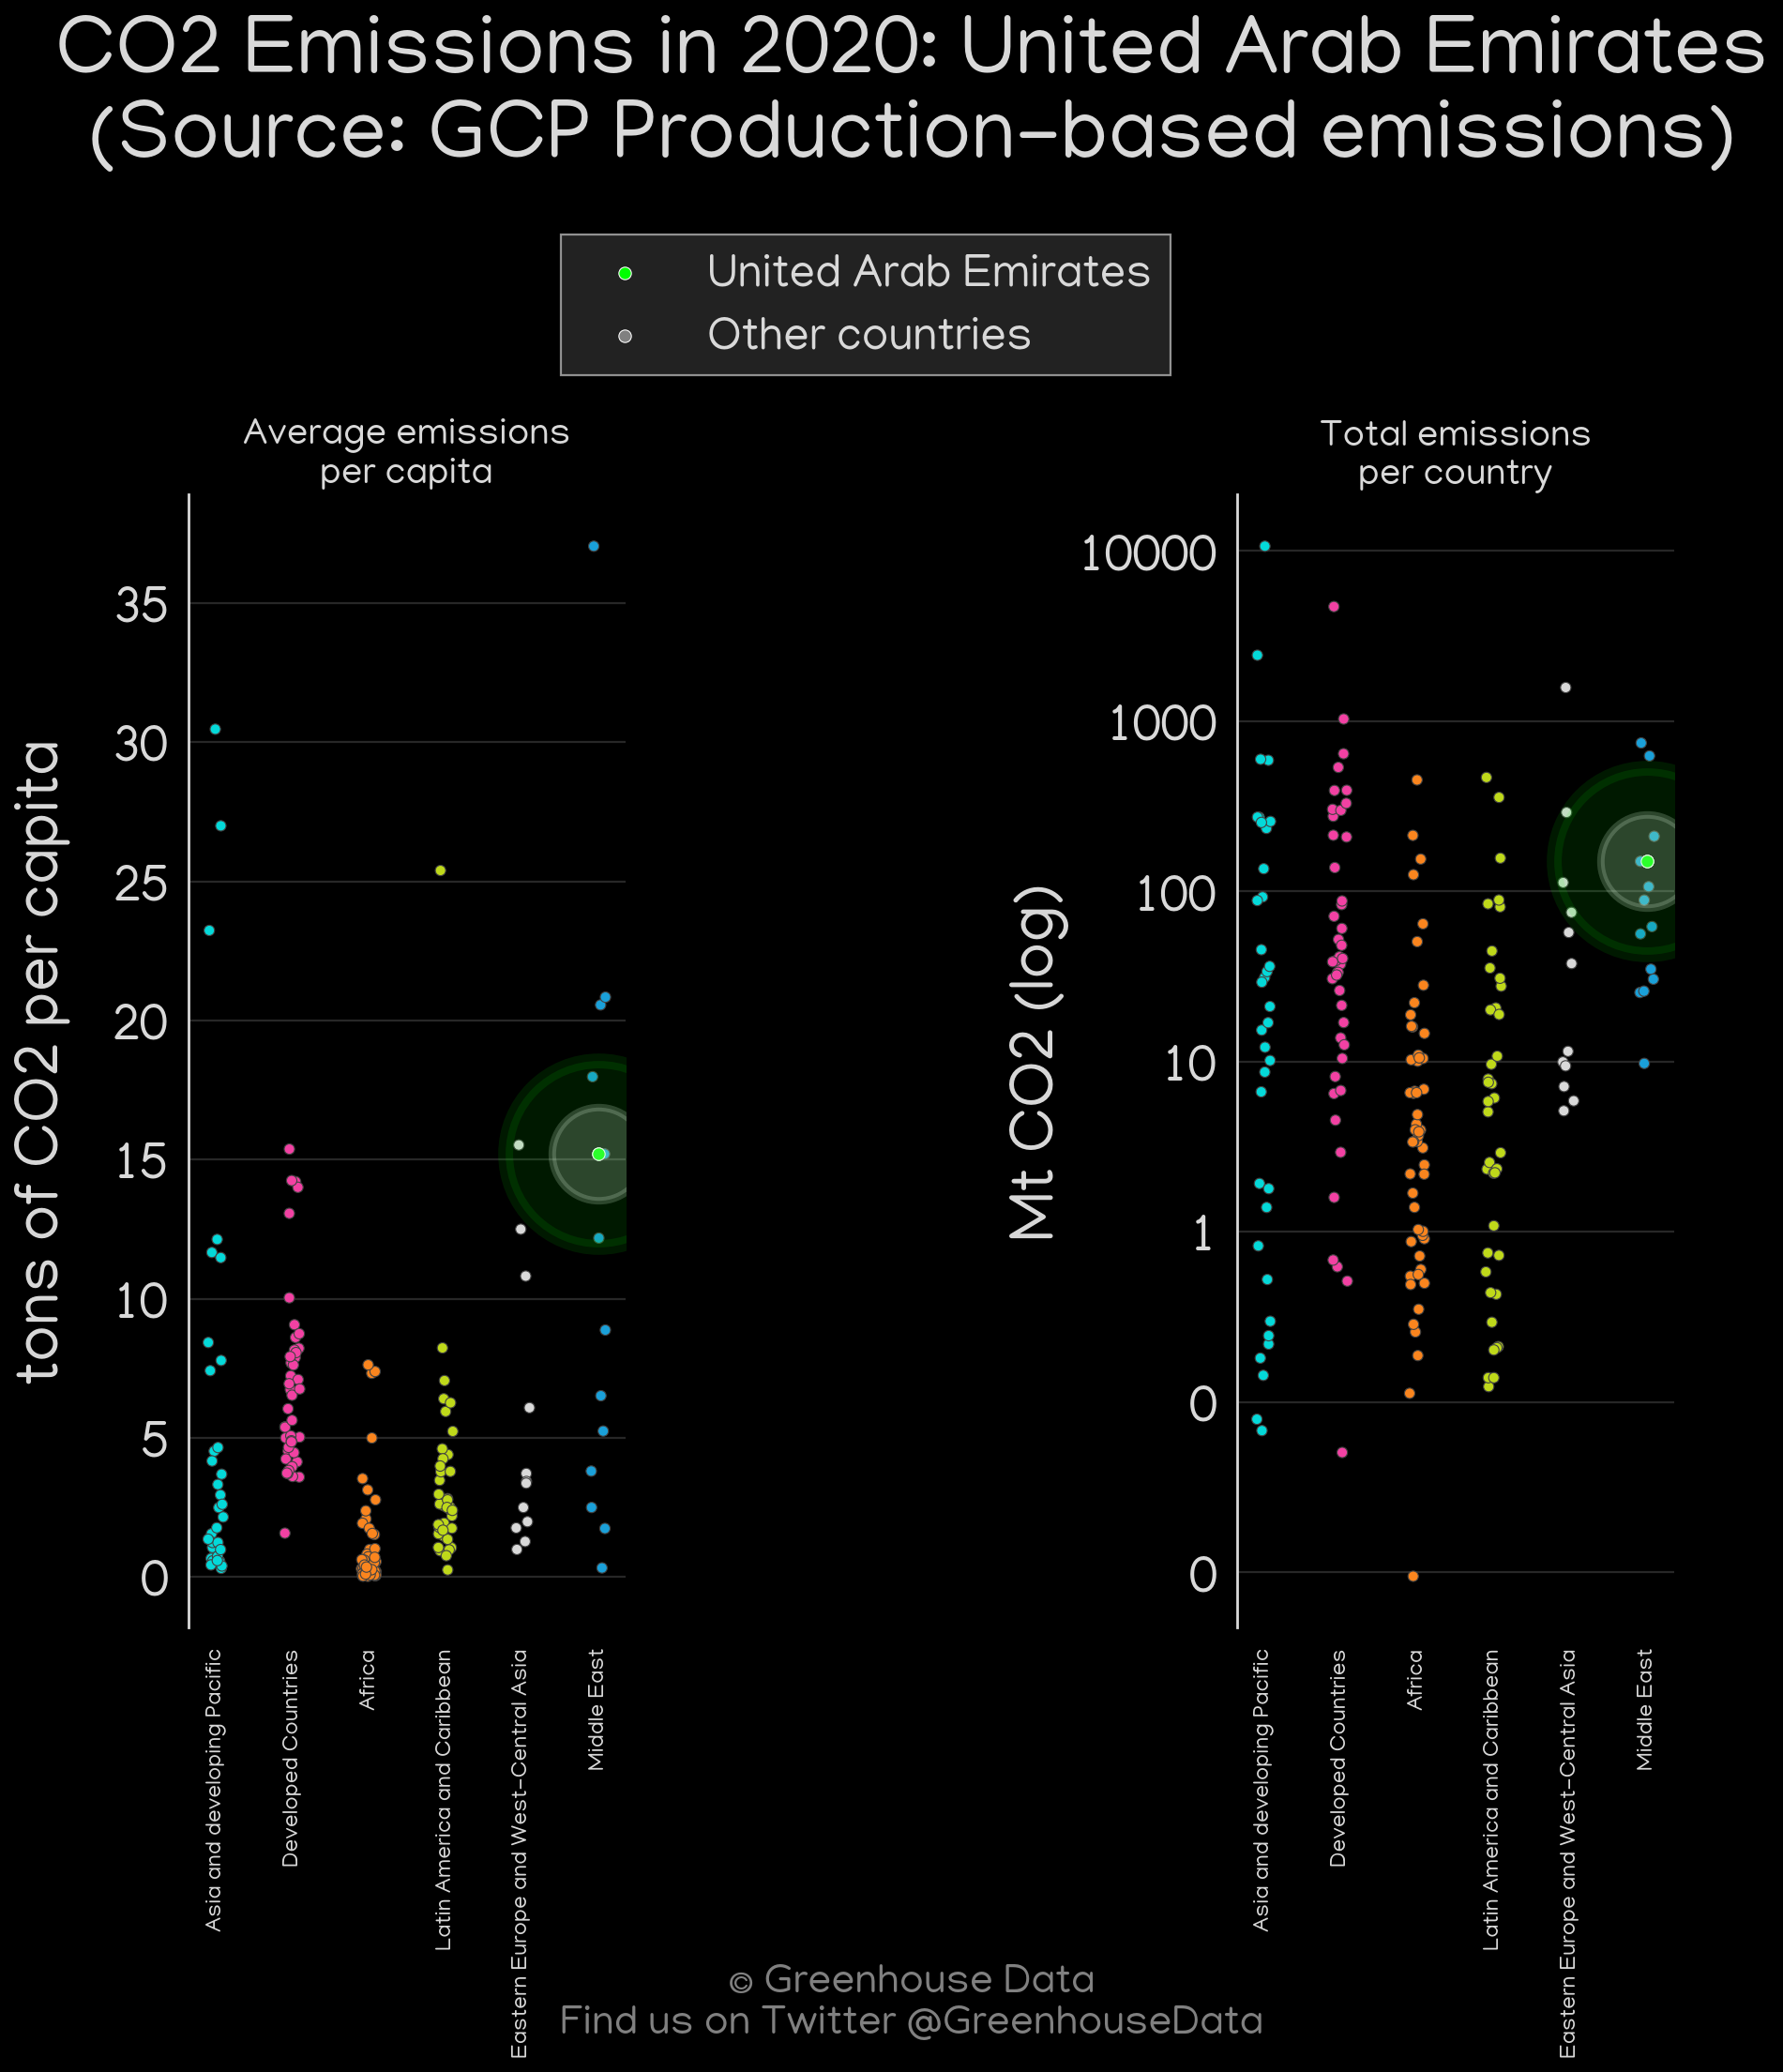 CO2 Emissions in 2020: United Arab Emirates
(Source: GCP Production-based emissions)
United Arab Emirates
Other countries
Average emissions
per capita
tons of CO2 per capita
35
30
25
20
15
10
5
0
Asia and developing Pacific
Developed Countries
Africa
Latin America and Caribbean
Eastern Europe and West-Central Asia
Middle East
Total emissions
per country
Mt CO2 (log)
10000
1000
100
10
1
0
0
Asia and developing Pacific
Developed Countries
Africa
Latin America and Caribbean
Eastern Europe and West-Central Asia
Middle East
© Greenhouse Data
Find us on Twitter @GreenhouseData